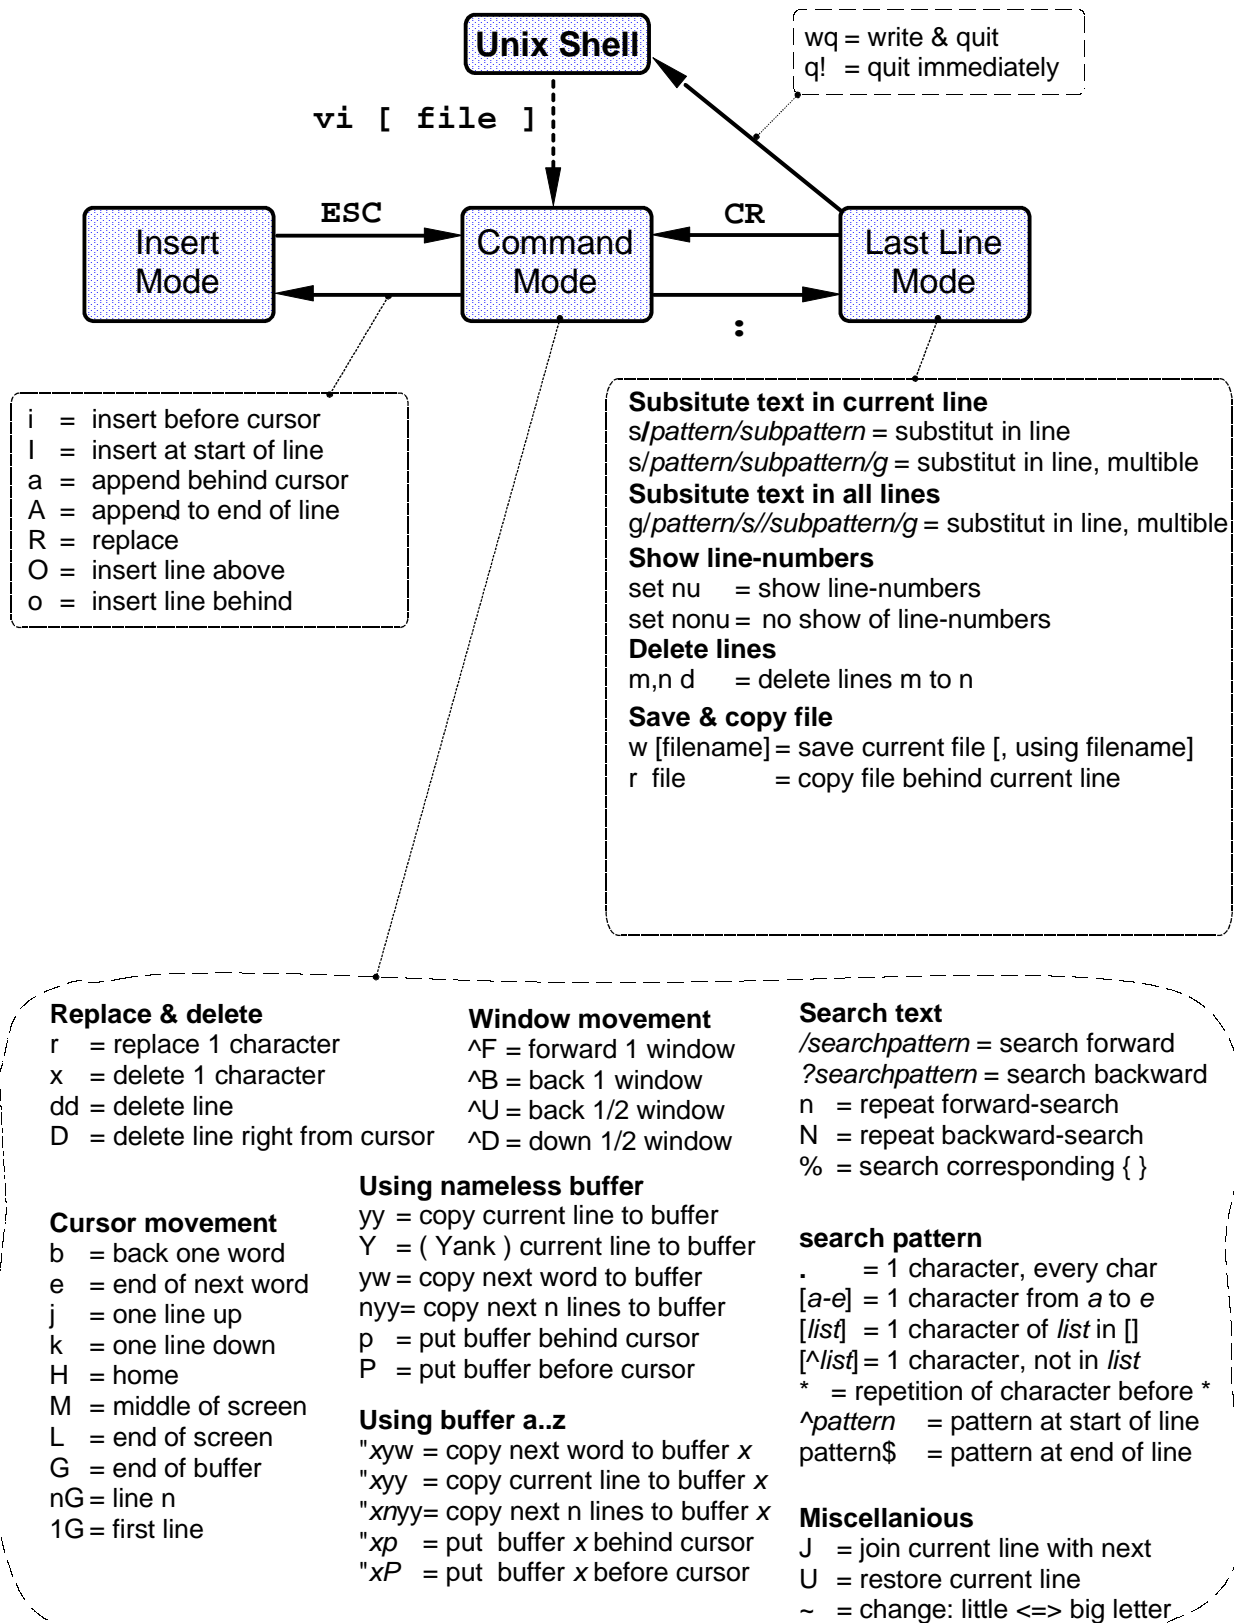 Unix Shell
wq = write & quit
q! = quit immediately
vi [ file ]
ESC
CR
Insert
Mode
Command
Mode
Last Line
Mode
:
i = insert before cursor
I = insert at start of line
a = append behind cursor
A = append to end of line
R = replace
O = insert line above
o = insert line behind
Subsitute text in current line
s/pattern/subpattern = substitut in line
s/pattern/subpattern/g = substitut in line, multible
Subsitute text in all lines
g/pattern/s//subpattern/g = substitut in line, multible
Show line-numbers
set nu = show line-numbers
set nonu = no show of line-numbers
Delete lines
m,n d = delete lines m to n
Save & copy file
w [filename] = save current file [, using filename]
r file = copy file behind current line
Replace & delete
r = replace 1 character
x = delete 1 character
dd = delete line
D = delete line right from cursor
Cursor movement
b = back one word
e = end of next word
j = one line up
k = one line down
H = home
M = middle of screen
L = end of screen
G = end of buffer
nG = line n
1G = first line
Window movement
^F = forward 1 window
^B = back 1 window
^U = back 1/2 window
^D = down 1/2 window
Using nameless buffer
yy = copy current line to buffer
Y = ( Yank ) current line to buffer
yw = copy next word to buffer
nyy= copy next n lines to buffer
p = put buffer behind cursor
P = put buffer before cursor
Using buffer a..z
"xyw = copy next word to buffer x
"xyy = copy current line to buffer x
"xnyy= copy next n lines to buffer x
"xp = put buffer x behind cursor
"xP = put buffer x before cursor
Search text
/searchpattern = search forward
?searchpattern = search backward
n = repeat forward-search
N = repeat backward-search
% = search corresponding { }
search pattern
. = 1 character, every char
[a-e] = 1 character from a to e
[list] = 1 character of list in []
[^list] = 1 character, not in list
* = repetition of character before *
^pattern = pattern at start of line
pattern$ = pattern at end of line
Miscellanious
J = join current line with next
U = restore current line
~ = change: little <=> big letter